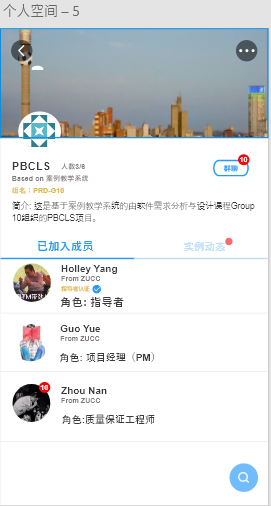 个人空间 – 5
PBCLS 人数3/6
10
群聊
Based on 案例教学系统
组名：PRD-G10
简介: 这是基于案例教学系统的由软件需求分析与设计课程Group
10组织的PBCLS项目。
已加入成员 实例动态
Holley Yang
From ZUCC
指导者认证
角色: 指导者
Guo Yue
From ZUCC
角色: 项目经理（PM）
10
Zhou Nan
From ZUCC
角色:质量保证工程师